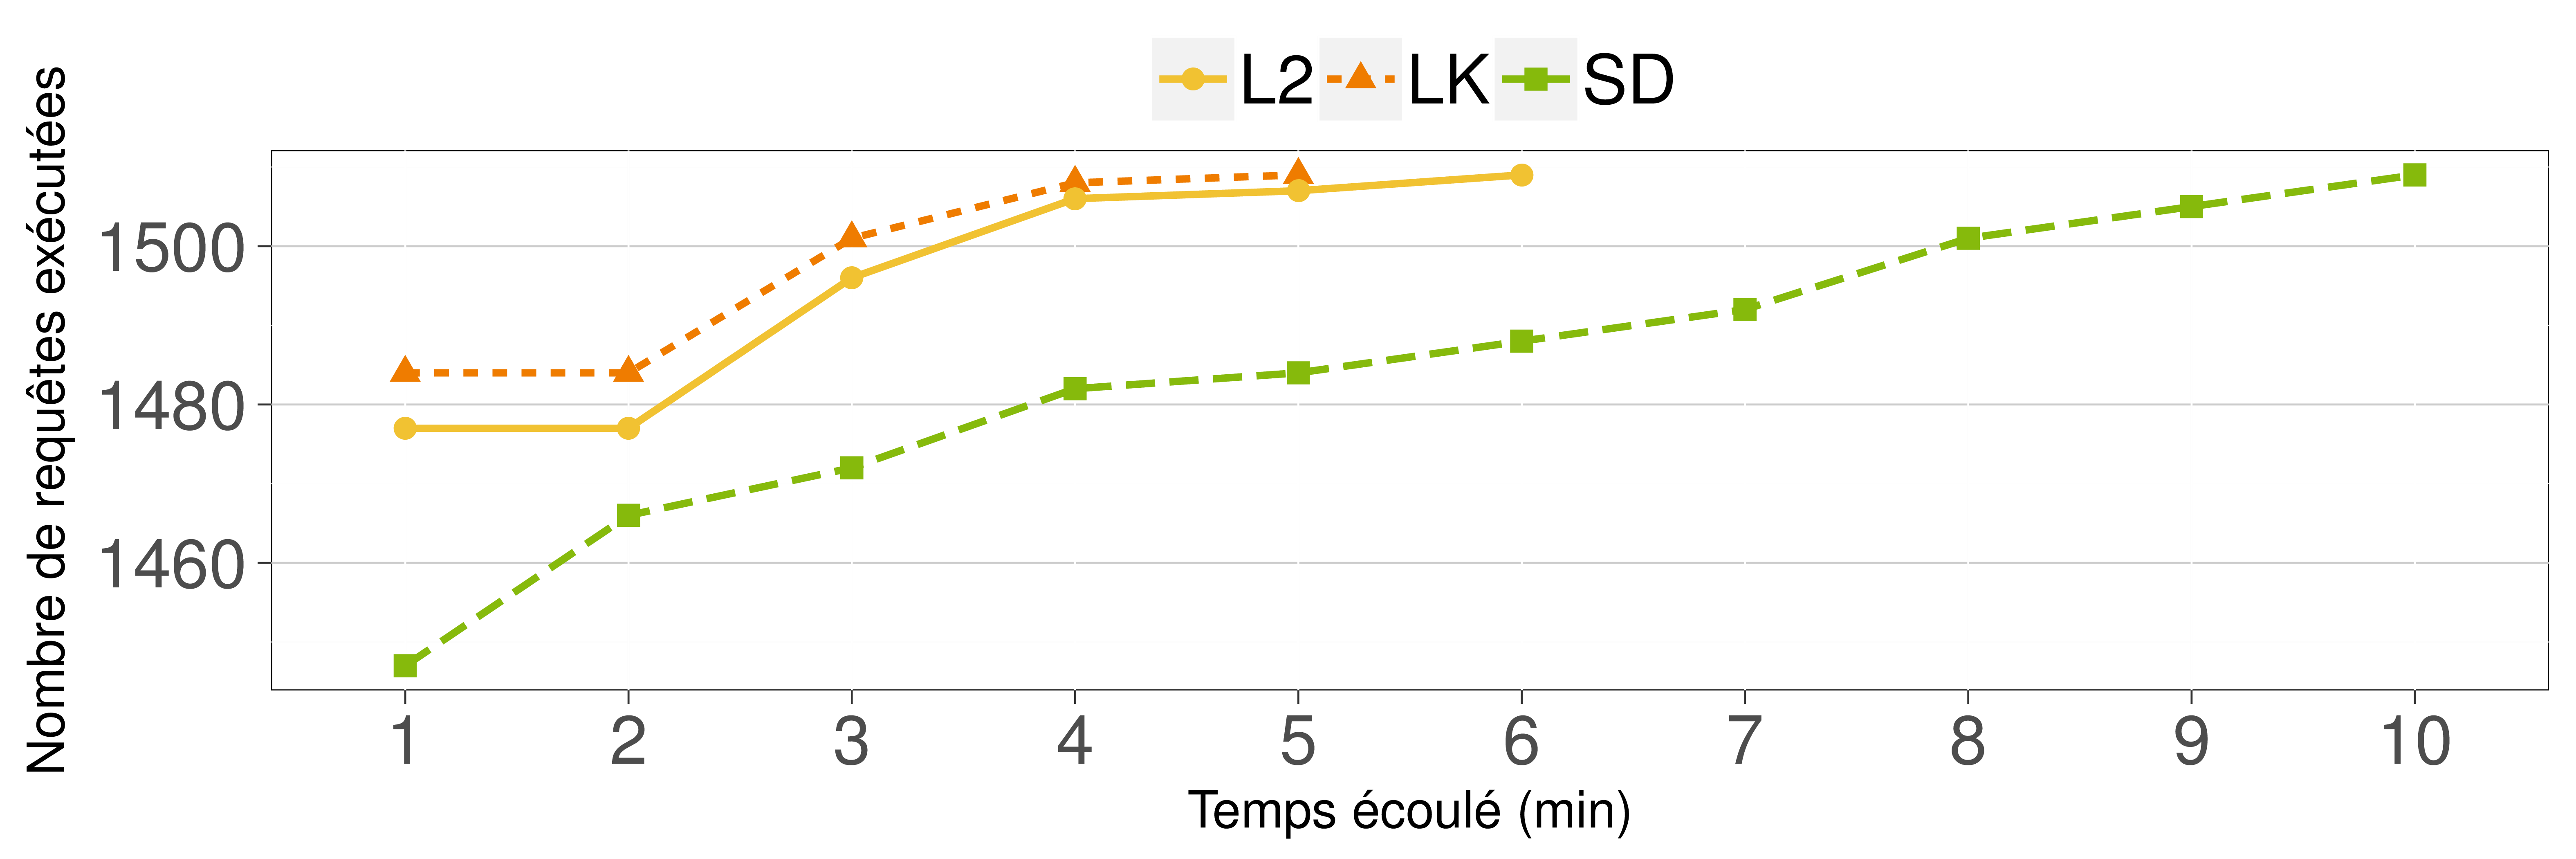 L2 LK SD
Nombre de requêtes exécutées
1500
1480
1460
1 2 3 4 5 6 7 8 9 10
Temps écoulé (min)